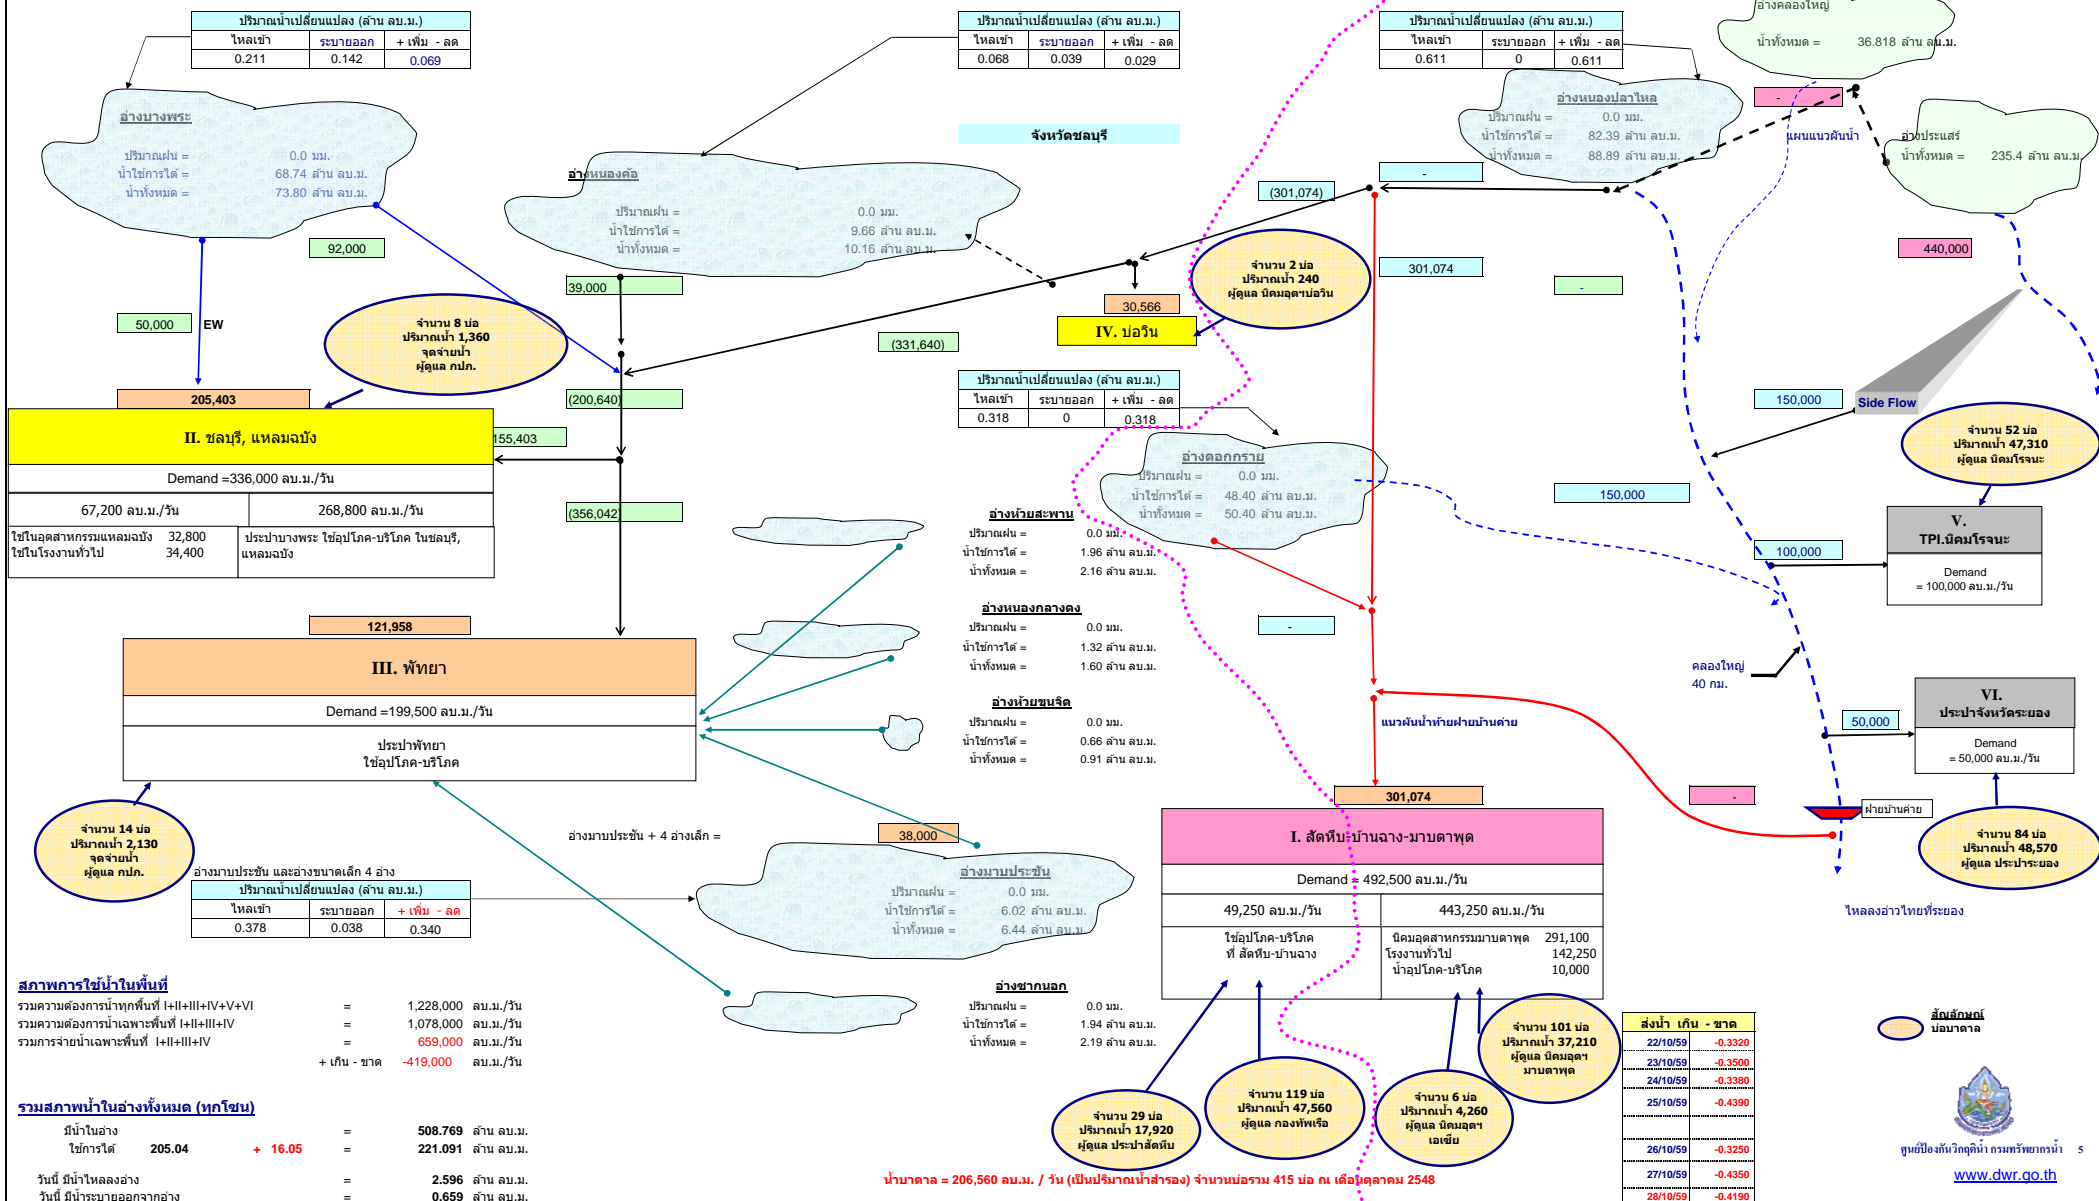 ปริมาณน้ำเปลี่ยนแปลง (ล้าน ลบ.ม.)
ไหลเข้า ระบายออก + เพิ่ม - ลด
0.211 0.142 0.069
ปริมาณน้ำเปลี่ยนแปลง (ล้าน ลบ.ม.)
ไหลเข้า ระบายออก + เพิ่ม - ลด
0.068 0.039 0.029
ปริมาณน้ำเปลี่ยนแปลง (ล้าน ลบ.ม.)
ไหลเข้า ระบายออก + เพิ่ม - ลด
0.611 0 0.611
อ่างคลองใหญ่
น้ำทั้งหมด = 36.818 ล้าน ลบ.ม.
อ่างบางพระ
ปริมาณฝน = 0.0 มม.
น้ำใช้การได้ = 68.74 ล้าน ลบ.ม.
น้ำทั้งหมด = 73.80 ล้าน ลบ.ม.
จังหวัดชลบุรี
อ่างหนองค้อ
ปริมาณฝน = 0.0 มม.
น้ำใช้การได้ = 9.66 ล้าน ลบ.ม.
น้ำทั้งหมด = 10.16 ล้าน ลบ.ม.
อ่างหนองปลาไหล
ปริมาณฝน = 0.0 มม.
น้ำใช้การได้ = 82.39 ล้าน ลบ.ม.
น้ำทั้งหมด = 88.89 ล้าน ลบ.ม.
-
แผนแนวผันน้ำ
อ่างประแสร์
น้ำทั้งหมด = 235.4 ล้าน ลบ.ม.
-
(301,074)
92,000
440,000
39,000
301,074
-
จำนวน 2 บ่อ
ปริมาณน้ำ 240
ผู้ดูแล นิคมอุตฯบ่อวิน
30,566
IV. บ่อวิน
50,000 EW
จำนวน 8 บ่อ
ปริมาณน้ำ 1,360
จุดจ่ายน้ำ
ผู้ดูแล กปภ.
(331,640)
205,403
(200,640)
II. ชลบุรี, แหลมฉบัง
155,403
Demand =336,000 ลบ.ม./วัน
67,200 ลบ.ม./วัน 268,800 ลบ.ม./วัน
ใช้ในอุตสาหกรรมแหลมฉบัง 32,800
ใช้ในโรงงานทั่วไป 34,400
ประปาบางพระ ใช้อุปโภค-บริโภค ในชลบุรี,
แหลมฉบัง
(356,042)
ปริมาณน้ำเปลี่ยนแปลง (ล้าน ลบ.ม.)
ไหลเข้า ระบายออก + เพิ่ม - ลด
0.318 0 0.318
อ่างดอกกราย
ปริมาณฝน = 0.0 มม.
น้ำใช้การได้ = 48.40 ล้าน ลบ.ม.
น้ำทั้งหมด = 50.40 ล้าน ลบ.ม.
150,000
Side Flow
จำนวน 52 บ่อ
ปริมาณน้ำ 47,310
ผู้ดูแล นิคมโรจนะ
150,000
V.
TPI.นิคมโรจนะ
100,000
Demand
= 100,000 ลบ.ม./วัน
อ่างห้วยสะพาน
ปริมาณฝน = 0.0 มม.
น้ำใช้การได้ = 1.96 ล้าน ลบ.ม.
น้ำทั้งหมด = 2.16 ล้าน ลบ.ม.
อ่างหนองกลางดง
ปริมาณฝน = 0.0 มม.
น้ำใช้การได้ = 1.32 ล้าน ลบ.ม.
น้ำทั้งหมด = 1.60 ล้าน ลบ.ม.
อ่างห้วยขุนจิต
ปริมาณฝน = 0.0 มม.
น้ำใช้การได้ = 0.66 ล้าน ลบ.ม.
น้ำทั้งหมด = 0.91 ล้าน ลบ.ม.
-
121,958
III. พัทยา
Demand =199,500 ลบ.ม./วัน
ประปาพัทยา
ใช้อุปโภค-บริโภค
คลองใหญ่
40 กม.
แนวผันน้ำท้ายฝายบ้านค่าย
50,000
VI.
ประปาจังหวัดระยอง
Demand
= 50,000 ลบ.ม./วัน
-
ฝายบ้านค่าย
จำนวน 84 บ่อ
ปริมาณน้ำ 48,570
ผู้ดูแล ประปาระยอง
จำนวน 14 บ่อ
ปริมาณน้ำ 2,130
จุดจ่ายน้ำ
ผู้ดูแล กปภ.
อ่างมาบประชัน + 4 อ่างเล็ก = 38,000
อ่างมาบประชัน และอ่างขนาดเล็ก 4 อ่าง
ปริมาณน้ำเปลี่ยนแปลง (ล้าน ลบ.ม.)
ไหลเข้า ระบายออก + เพิ่ม - ลด
0.378 0.038 0.340
อ่างมาบประชัน
ปริมาณฝน = 0.0 มม.
น้ำใช้การได้ = 6.02 ล้าน ลบ.ม.
น้ำทั้งหมด = 6.44 ล้าน ลบ.ม.
301,074
I. สัตหีบ-บ้านฉาง-มาบตาพุด
Demand = 492,500 ลบ.ม./วัน
49,250 ลบ.ม./วัน 443,250 ลบ.ม./วัน
ใช้อุปโภค-บริโภค
ที่ สัตหีบ-บ้านฉาง
นิคมอุตสาหกรรมมาบตาพุด 291,100
โรงงานทั่วไป 142,250
น้ำอุปโภค-บริโภค 10,000
ไหลลงอ่าวไทยที่ระยอง
อ่างซากนอก
ปริมาณฝน = 0.0 มม.
น้ำใช้การได้ = 1.94 ล้าน ลบ.ม.
น้ำทั้งหมด = 2.19 ล้าน ลบ.ม.
สภาพการใช้น้ำในพื้นที่
รวมความต้องการน้ำทุกพื้นที่ I+II+III+IV+V+VI = 1,228,000 ลบ.ม./วัน
รวมความต้องการน้ำเฉพาะพื้นที่ I+II+III+IV = 1,078,000 ลบ.ม./วัน
รวมการจ่ายน้ำเฉพาะพื้นที่ I+II+III+IV = 659,000 ลบ.ม./วัน
+ เกิน - ขาด -419,000 ลบ.ม./วัน
รวมสภาพน้ำในอ่างทั้งหมด (ทุกโซน)
มีน้ำในอ่าง = 508.769 ล้าน ลบ.ม.
ใช้การได้ 205.04 + 16.05 = 221.091 ล้าน ลบ.ม.
วันนี้ มีน้ำไหลลงอ่าง = 2.596 ล้าน ลบ.ม.
วันนี้ มีน้ำระบายออกจากอ่าง = 0.659 ล้าน ลบ.ม.
จำนวน 29 บ่อ
ปริมาณน้ำ 17,920
ผู้ดูแล ประปาสัตหีบ
จำนวน 119 บ่อ
ปริมาณน้ำ 47,560
ผู้ดูแล กองทัพเรือ
จำนวน 6 บ่อ
ปริมาณน้ำ 4,260
ผู้ดูแล นิคมอุตฯ
เอเซีย
จำนวน 101 บ่อ
ปริมาณน้ำ 37,210
ผู้ดูแล นิคมอุตฯ
มาบตาพุด
ส่งน้ำ เกิน - ขาด
22/10/59 -0.3320
23/10/59 -0.3500
24/10/59 -0.3380
25/10/59 -0.4390
26/10/59 -0.3250
27/10/59 -0.4350
28/10/59 -0.4190
สัญลักษณ์
บ่อบาดาล
น้ำบาดาล = 206,560 ลบ.ม. / วัน (เป็นปริมาณน้ำสำรอง) จำนวนบ่อรวม 415 บ่อ ณ เดือนตุลาคม 2548
ศูนย์ป้องกันวิกฤติน้ำ กรมทรัพยากรน้ำ 5
www.dwr.go.th